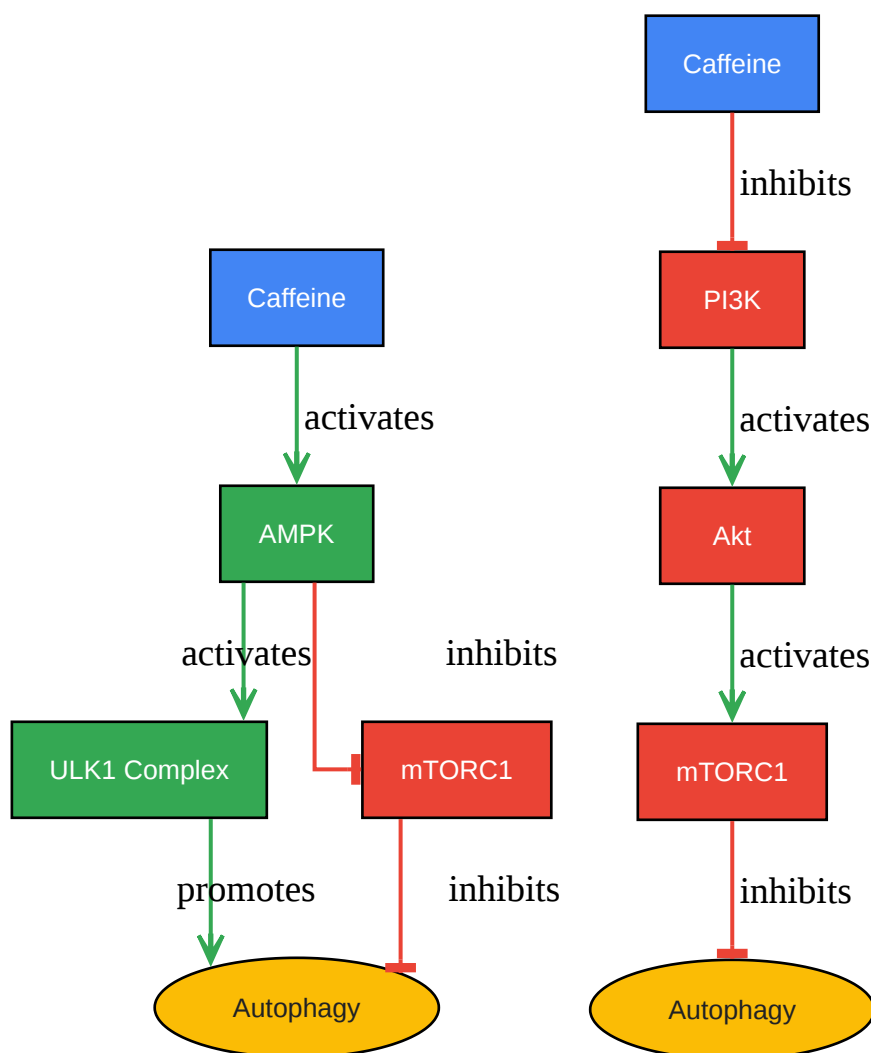 Caffeine
inhibits
PI3K
activates
Akt
activates
mTORC1
inhibits
Autophagy
Caffeine
activates
AMPK
activates
inhibits
ULK1 Complex
mTORC1
promotes
inhibits
Autophagy